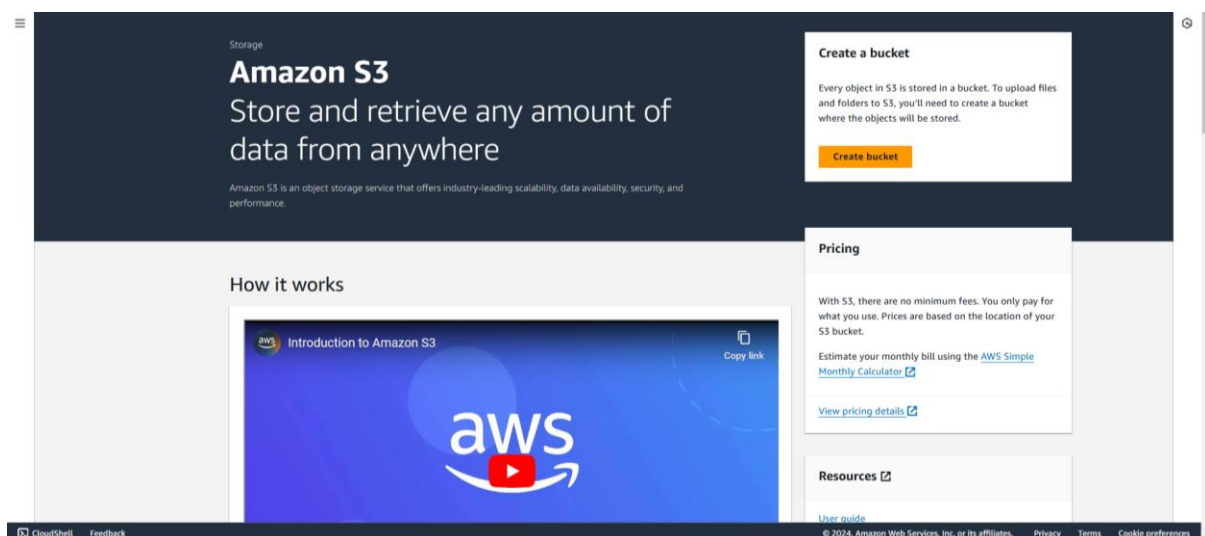 Storage
Amazon S3
Store and retrieve any amount of
data from anywhere
Amazon S3 is an object storage service that offers industry-leading scalability, data availability, security, and
performance.
Create a bucket
Every object in S3 is stored in a bucket. To upload files
and folders to S3, you'll need to create a bucket
where the objects will be stored.
Create bucket
Pricing
With S3, there are no minimum fees. You only pay for
what you use. Prices are based on the location of your
S3 bucket.
Estimate your monthly bill using the AWS Simple
Monthly Calculator
View pricing details
Resources
User guide
How it works
aws
Introduction to Amazon S3
Copy link
aws
CloudShell
Feedback
© 2024, Amazon Web Services, Inc. or its affiliates.
Privacy
Terms
Cookie preferences